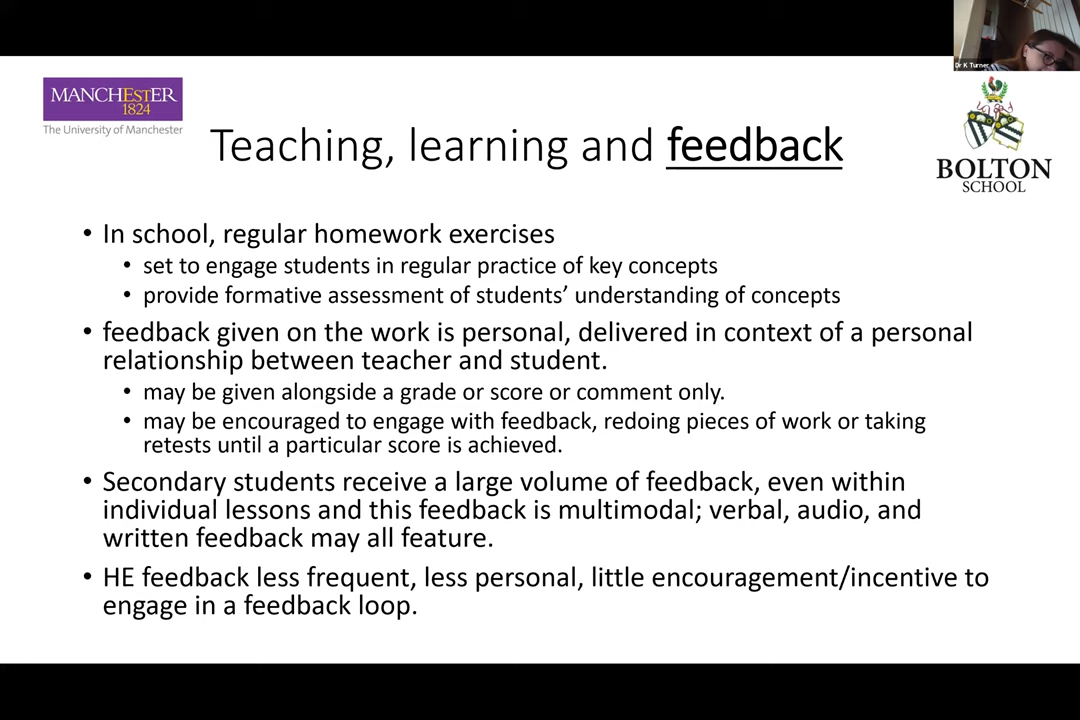 Dr K Turner
MANCHESTER
1824
The University of Manchester
BOLTON
SCHOOL
Teaching, learning and feedback
• In school, regular homework exercises
• set to engage students in regular practice of key concepts
• provide formative assessment of students’ understanding of concepts
• feedback given on the work is personal, delivered in context of a personal
relationship between teacher and student.
• may be given alongside a grade or score or comment only.
• may be encouraged to engage with feedback, redoing pieces of work or taking
retests until a particular score is achieved.
• Secondary students receive a large volume of feedback, even within
individual lessons and this feedback is multimodal; verbal, audio, and
written feedback may all feature.
• HE feedback less frequent, less personal, little encouragement/incentive to
engage in a feedback loop.